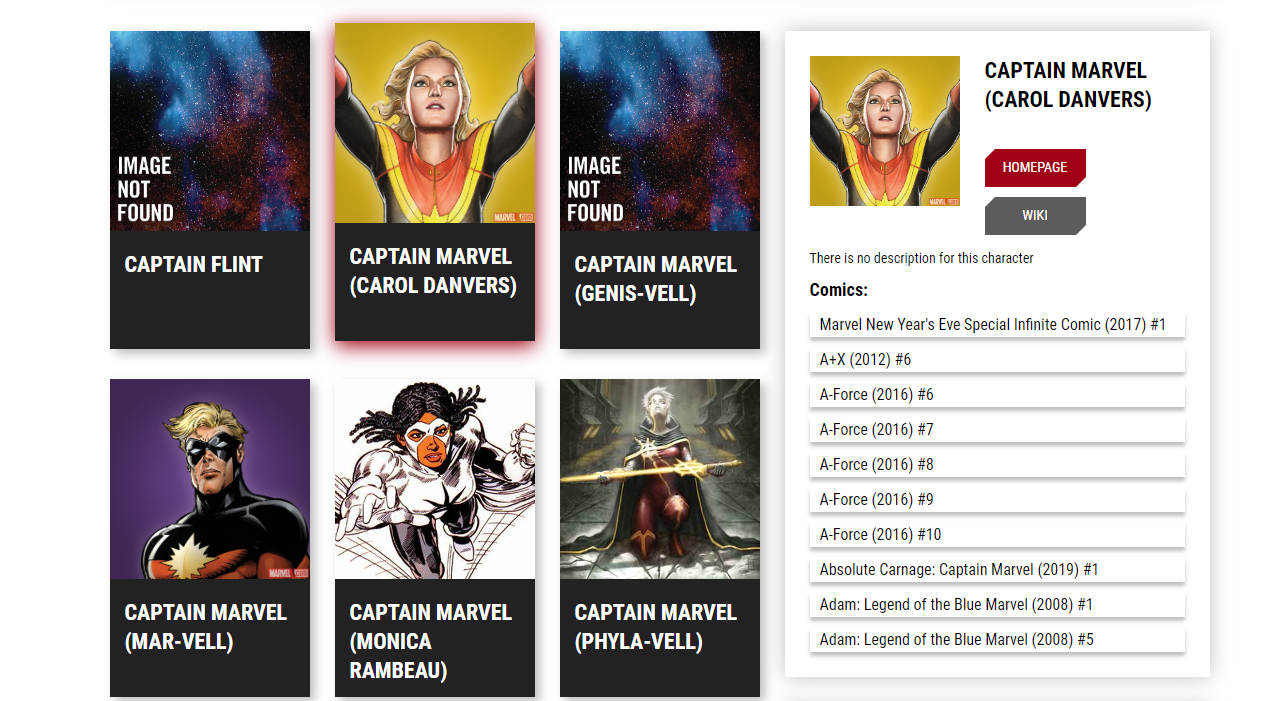 IMAGE
NOT
FOUND
CAPTAIN FLINT
MARVEL
CAPTAIN MARVEL
(CAROL DANVERS)
IMAGE
NOT
FOUND
CAPTAIN MARVEL
(GENIS-VELL)
MARVEL
CAPTAIN MARVEL
(MAR-VELL)
CAPTAIN MARVEL
(MONICA
RAMBEAU)
CAPTAIN MARVEL
(PHYLA-VELL)
MARVEL
CAPTAIN MARVEL
(CAROL DANVERS)
HOMEPAGE
WIKI
There is no description for this character
Comics:
Marvel New Year's Eve Special Infinite Comic (2017) #1
A+X (2012) #6
A-Force (2016) #6
A-Force (2016) #7
A-Force (2016) #8
A-Force (2016) #9
A-Force (2016) #10
Absolute Carnage: Captain Marvel (2019) #1
Adam: Legend of the Blue Marvel (2008) #1
Adam: Legend of the Blue Marvel (2008) #5